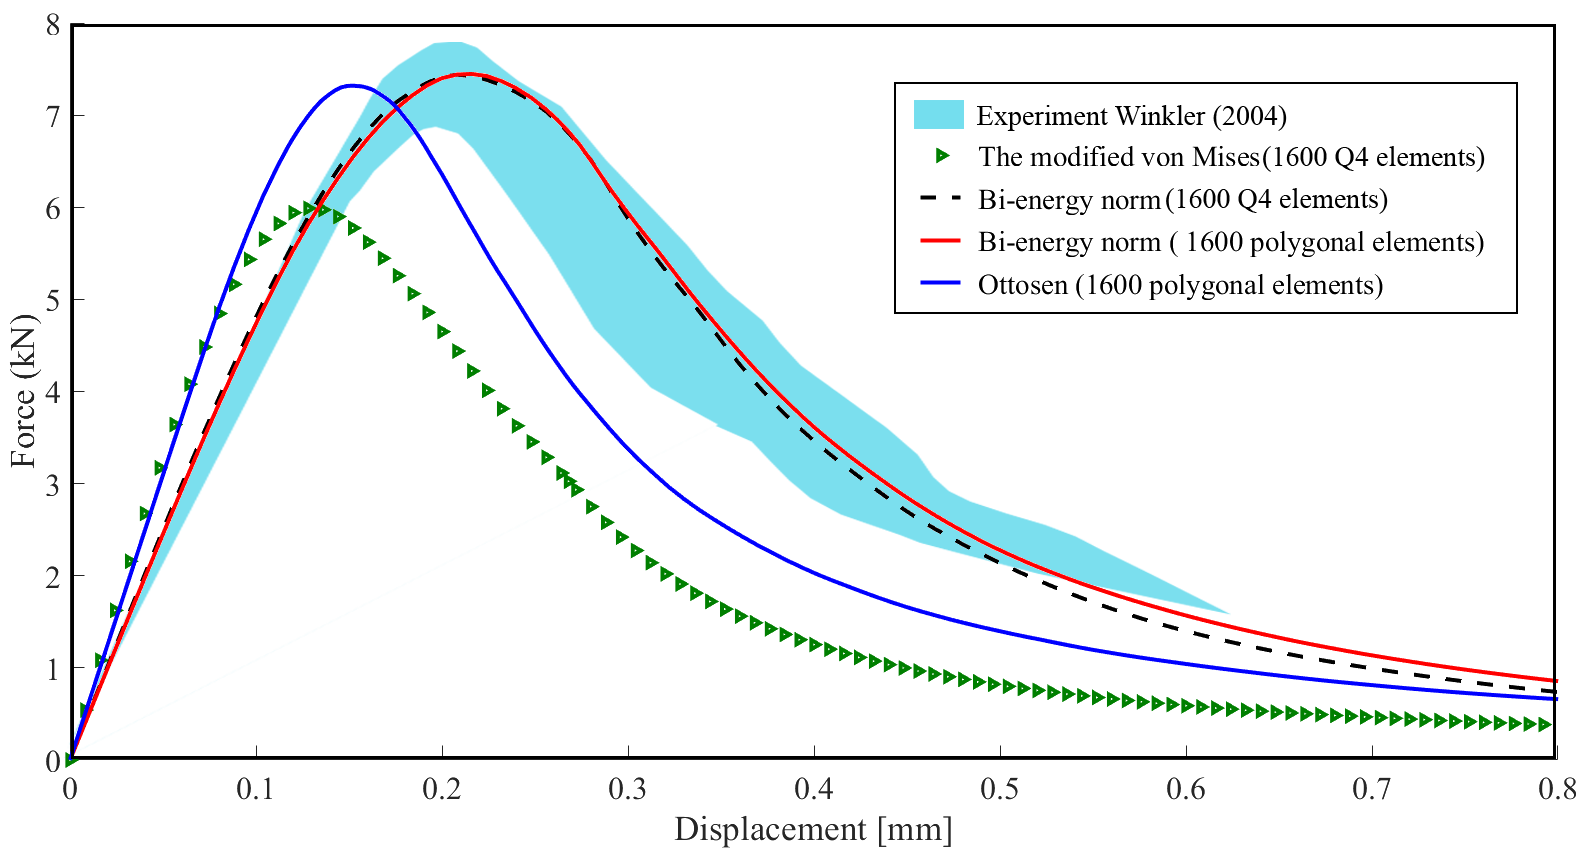 8
7
6
5
4
3
2
1
0
Force (kN)
Experiment Winkler (2004)
The modified von Mises(1600 Q4 elements)
Bi-energy norm(1600 Q4 elements)
Bi-energy norm ( 1600 polygonal elements)
Ottosen (1600 polygonal elements)
0 0.1 0.2 0.3 0.4 0.5 0.6 0.7 0.8
Displacement [mm]